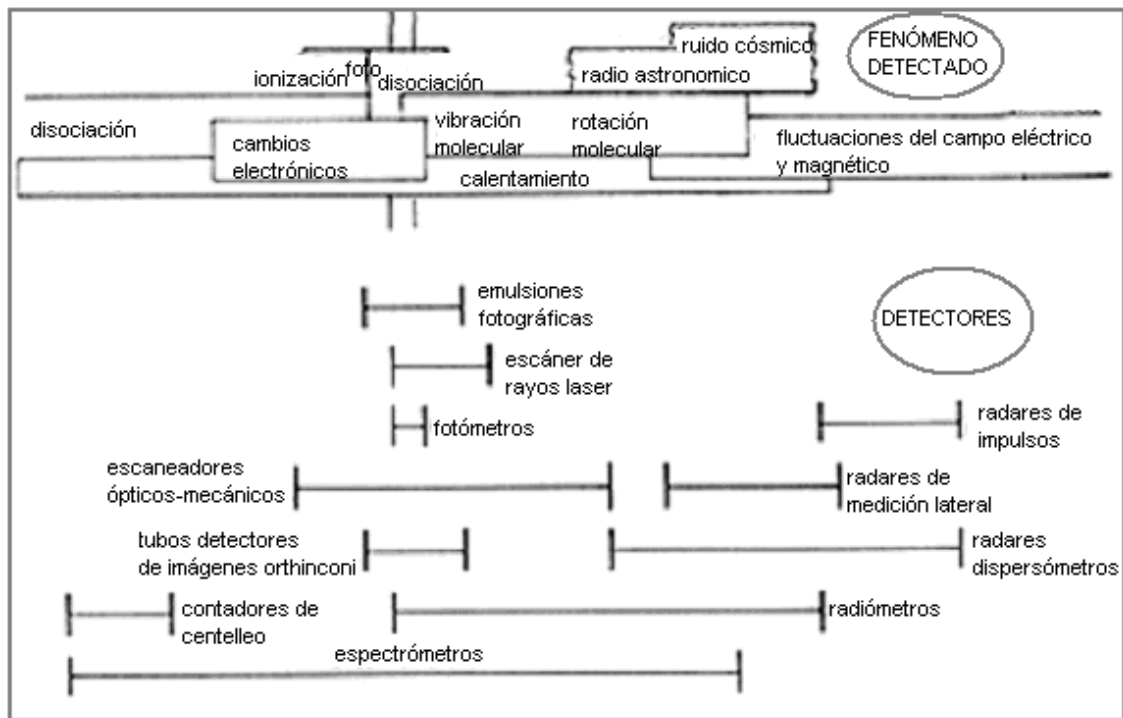 ruido cósmico
FENÓMENO
DETECTADO
foto
radio astronomico
ionización
disociación
disociación
vibración
molecular
rotación
molecular
cambios
electrónicos
fluctuaciones del campo eléctrico
y magnético
calentamiento
emulsiones
fotográficas
DETECTORES
escáner de
rayos laser
fotómetros
radares de
impulsos
escaneadores
ópticos-mecánicos
radares de
medición lateral
tubos detectores
de imágenes orthinconi
radares
dispersómetros
contadores de
centelleo
radiómetros
espectrómetros